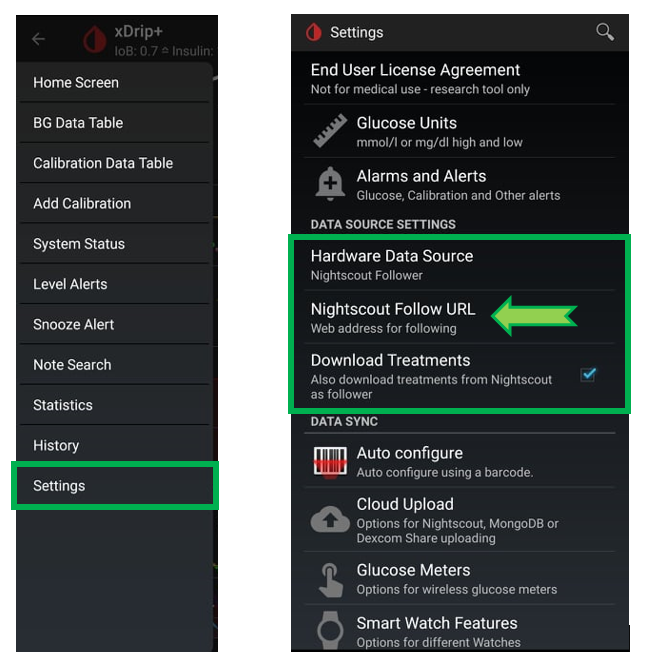 xDrip+
IoB: 0.7 Insulin:
Home Screen
BG Data Table
Calibration Data Table
Add Calibration
System Status
Level Alerts
Snooze Alert
Note Search
Statistics
History
Settings
Settings
End User License Agreement
Not for medical use - research tool only
Glucose Units
mmol/l or mg/dl high and low
Alarms and Alerts
Glucose, Calibration and Other alerts
DATA SOURCE SETTINGS
Hardware Data Source
Nightscout Follower
Nightscout Follow URL
Web address for following
Download Treatments
Also download treatments from Nightscout
as follower
DATA SYNC
Auto configure
Auto configure using a barcode.
Cloud Upload
Options for Nightscout, MongoDB or
Dexcom Share uploading
Glucose Meters
Options for wireless glucose meters
Smart Watch Features
Options for different Watches